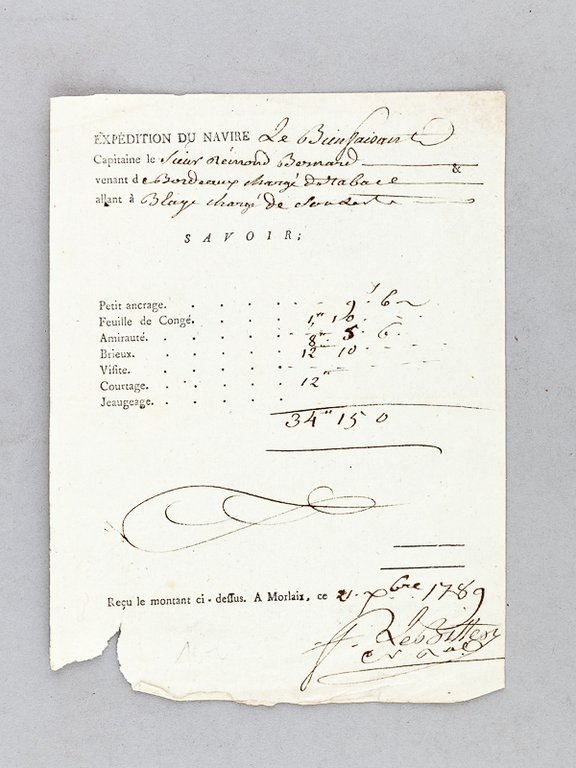 EXPÉDITION DU NAVIRE Le Bienfaisant
Capitaine le Sieur Rémond Bernard &
venant de Bordeaux chargé de tabac
allant à Blaye chargé de
SAVOIR;
Petit ancrage. 9. 6
Feuille de Congé. 1" 10.
Amirauté. 8" 5. 6
Brieux. 12" 10
Visite.
Courtage. 12"
Jeaugeage.
34" 15 0
Reçu le montant ci-dessus. A Morlaix, ce 21 xbre 1789